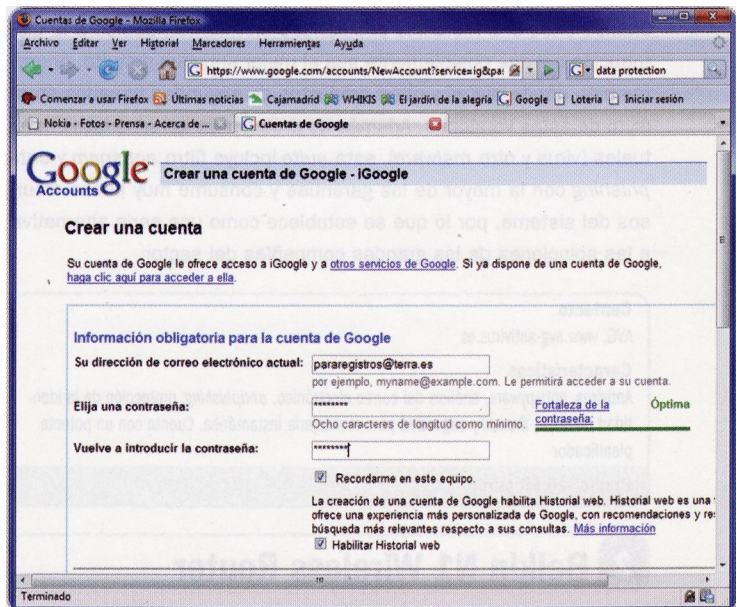 Cuentas de Google - Mozilla Firefox
Archivo Editar Ver Historial Marcadores Herramientas Ayuda
https://www.google.com/accounts/NewAccount?service=ig&pa: G data protection
Comenzar a usar Firefox Últimas noticias Cajamadrid WHIKIS El jardín de la alegría Google Loteria Iniciar sesión
Nokia - Fotos - Prensa - Acerca de ... Cuentas de Google
Google Accounts
Crear una cuenta de Google - iGoogle
Crear una cuenta
Su cuenta de Google le ofrece acceso a iGoogle y a otros servicios de Google. Si ya dispone de una cuenta de Google,
haga clic aquí para acceder a ella.
Información obligatoria para la cuenta de Google
Su dirección de correo electrónico actual: pararegistros@terra.es
por ejemplo, myname@example.com. Le permitirá acceder a su cuenta.
Elija una contraseña: ******** Fortaleza de la contraseña: Óptima
Ocho caracteres de longitud como mínimo.
Vuelve a introducir la contraseña: ********
Recordarme en este equipo.
La creación de una cuenta de Google habilita Historial web. Historial web es una
ofrece una experiencia más personalizada de Google, con recomendaciones y re
búsqueda más relevantes respecto a sus consultas. Más información
Habilitar Historial web
Terminado